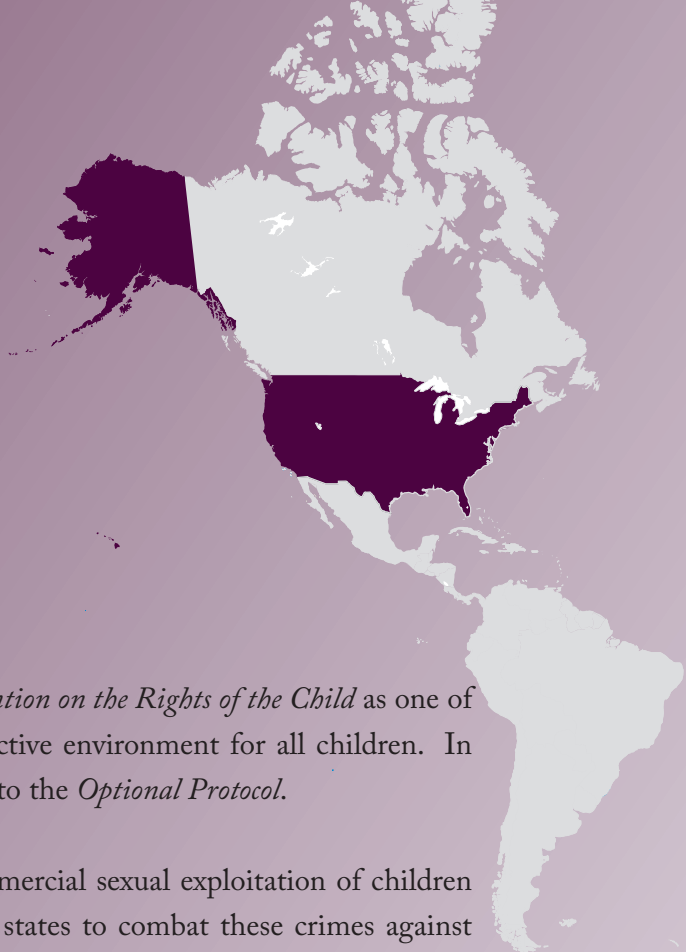 ntion on the Rights of the Child as one of
ctive environment for all children. In
to the Optional Protocol.
mercial sexual exploitation of children
states to combat these crimes against